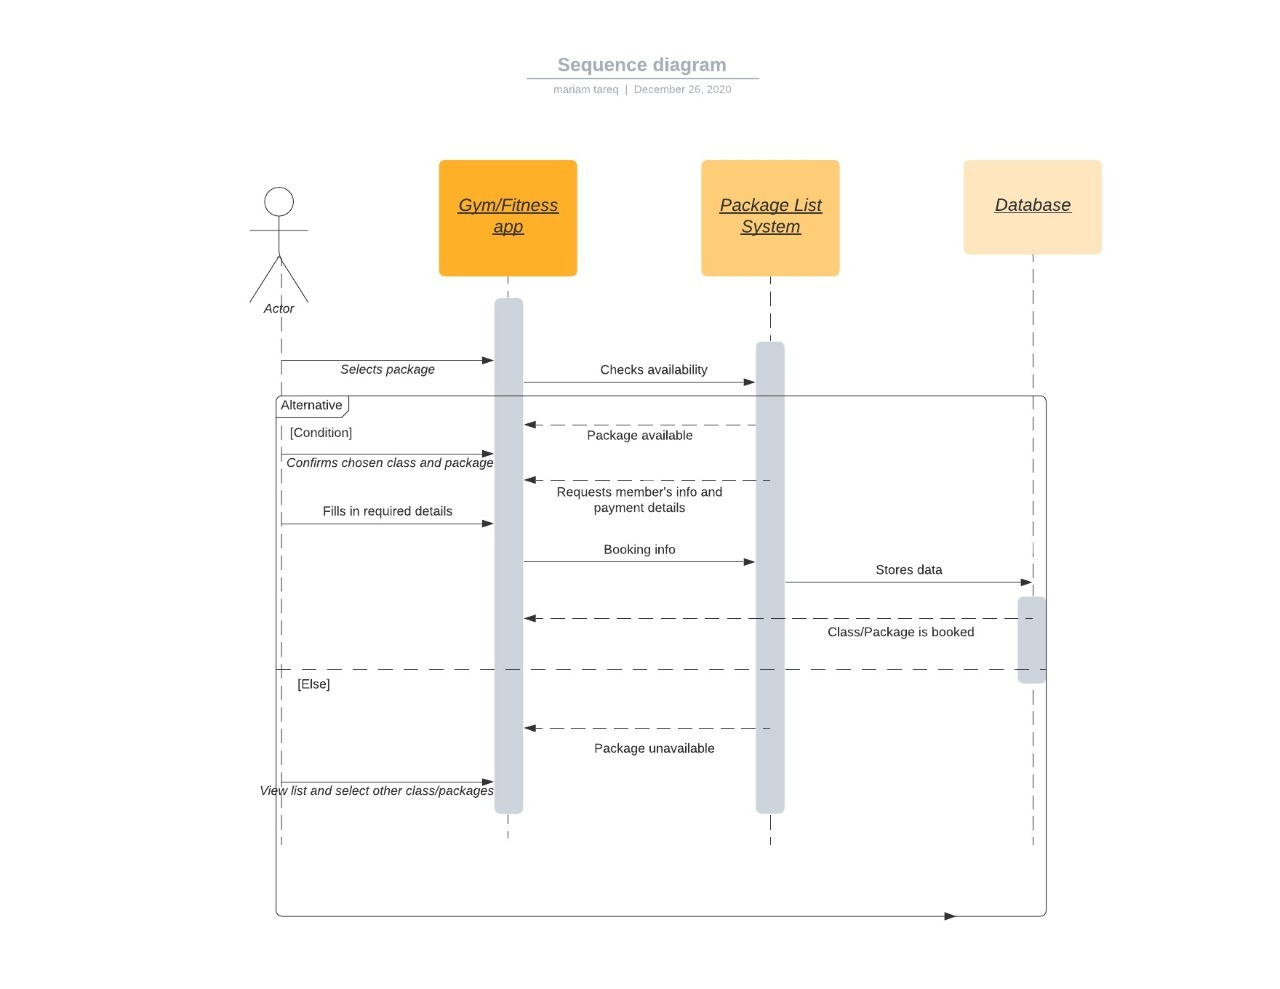 Sequence diagram
mariam tareq | December 26, 2020
Gym/Fitness
app
Package List
System
Database
Actor
Selects package
Checks availability
Alternative
[Condition]
Package available
Confirms chosen class and package
Requests member's info and
payment details
Fills in required details
Booking info
Stores data
Class/Package is booked
[Else]
Package unavailable
View list and select other class/packages